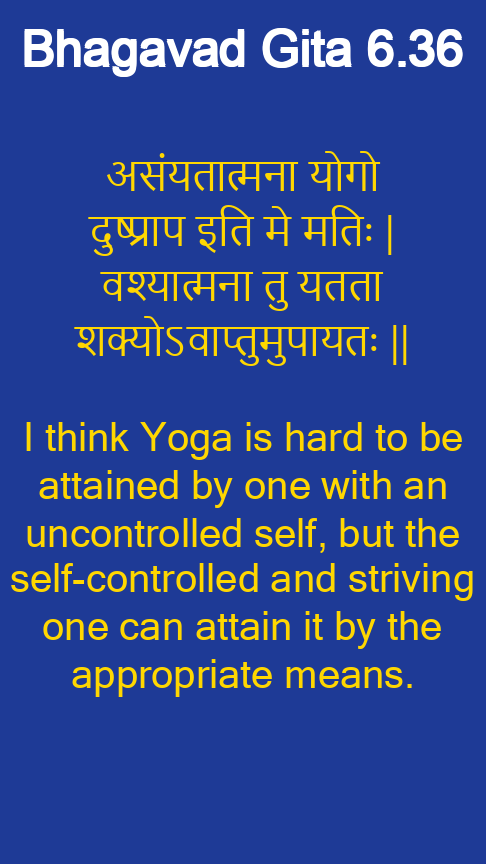 Bhagavad Gita 6.36
असंयतात्मना योगो
दुष्प्राप इति मे मतिः |
वश्यात्मना तु यतता
शक्योऽवाप्तुमुपायतः ||
I think Yoga is hard to be
attained by one with an
uncontrolled self, but the
self-controlled and striving
one can attain it by the
appropriate means.